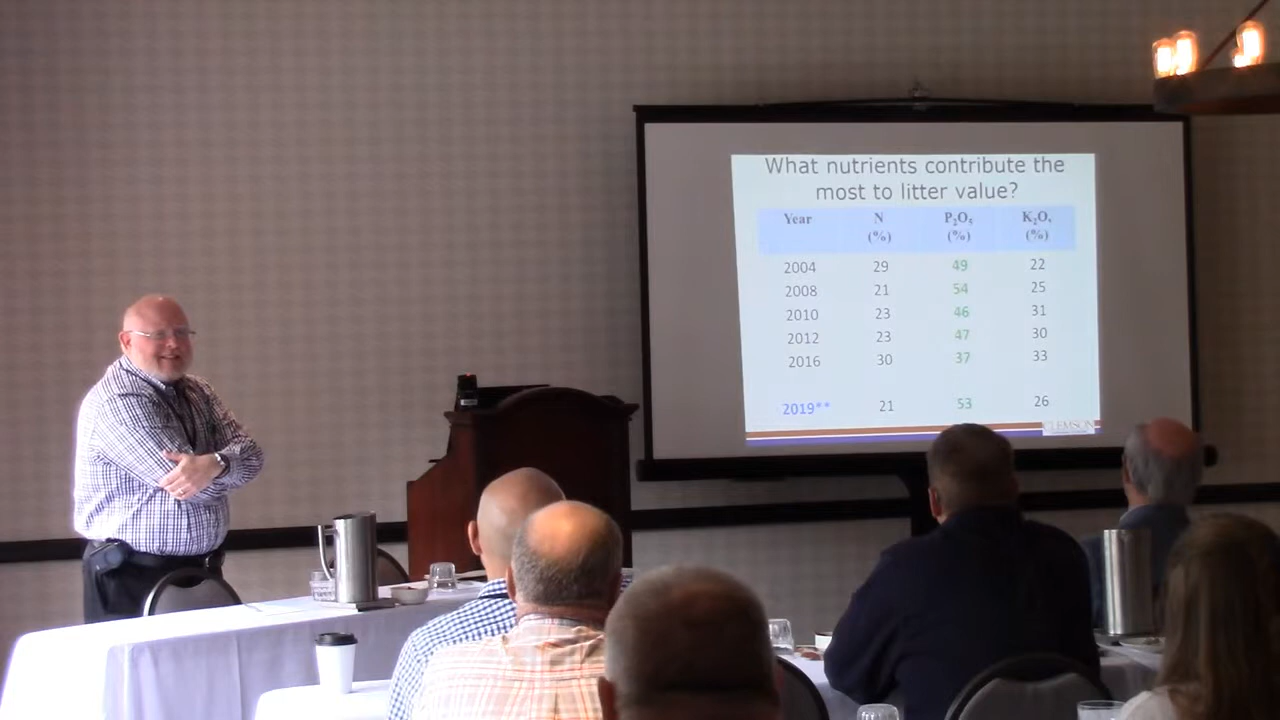 What nutrients contribute the
most to litter value?
Year N P₂O₅ K₂O,
(%) (%) (%)
2004 29 49 22
2008 21 54 25
2010 23 46 31
2012 23 47 30
2016 30 37 33
2019** 21 53 26
CLEMSON